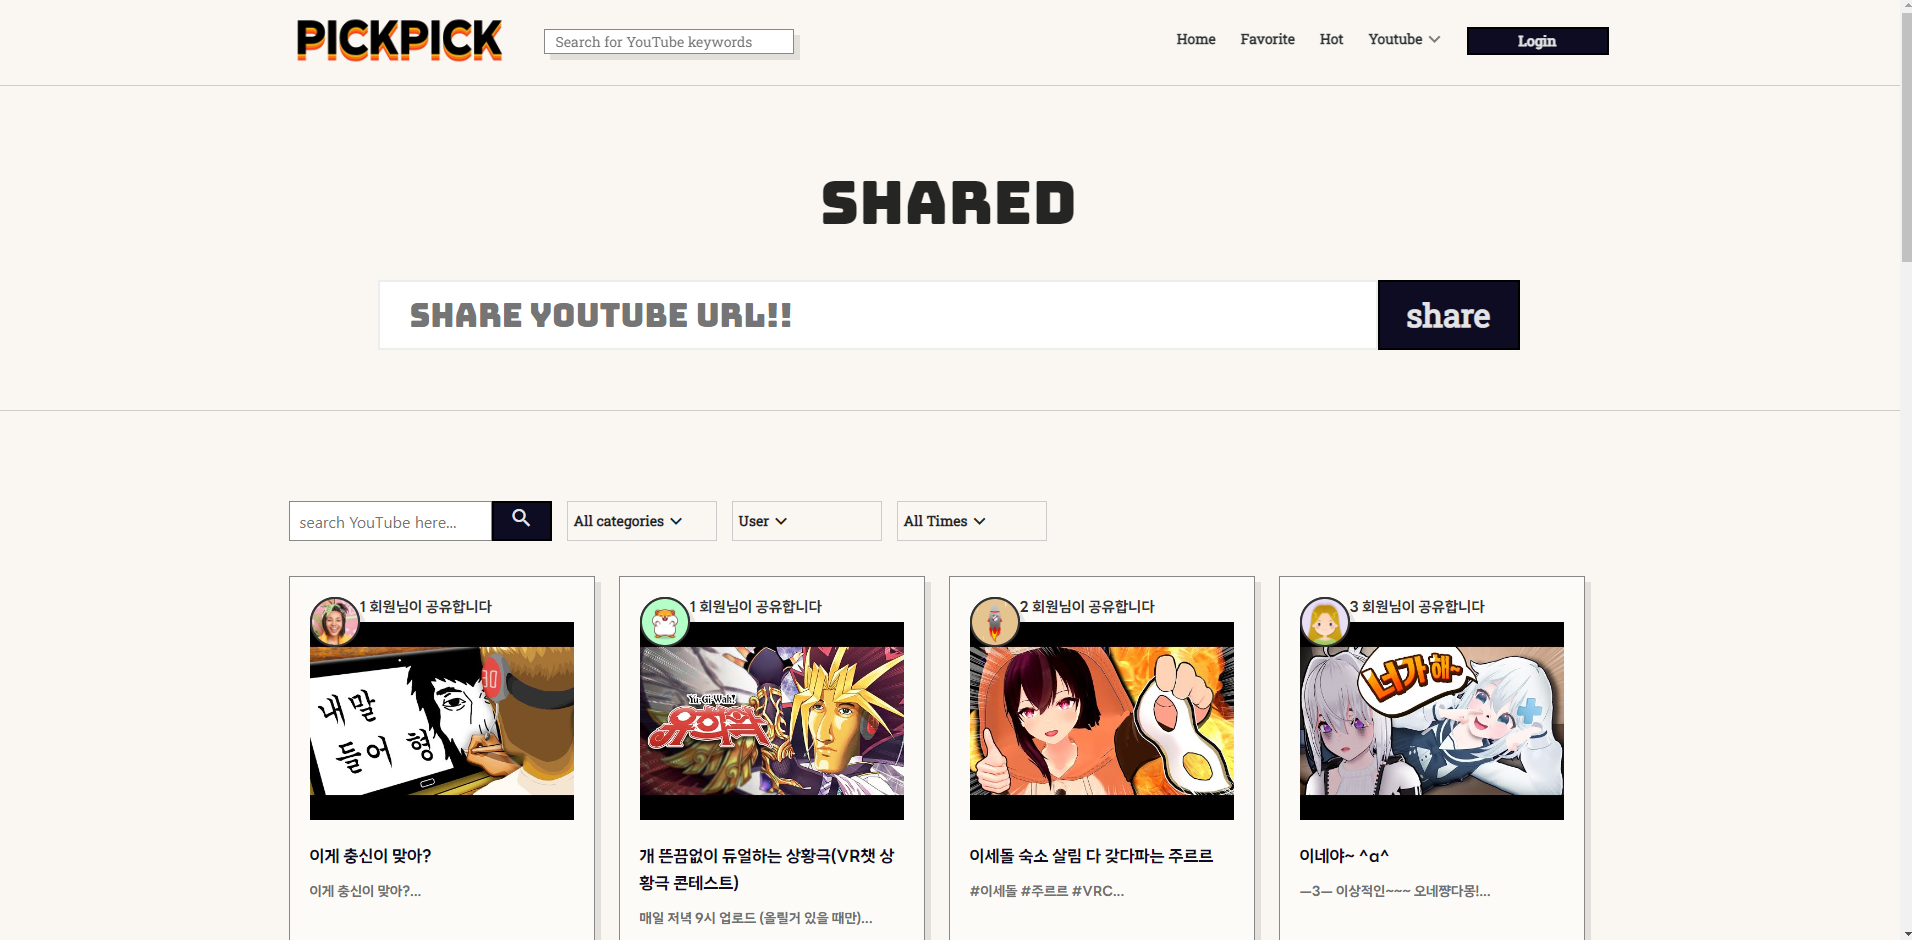 PICKPICK
Search for YouTube keywords
Home
Favorite
Hot
Youtube
Login
SHARED
SHARE YOUTUBE URL!!
share
search YouTube here...
All categories
User
All Times
1 회원님이 공유합니다
내말
들어 형
이게 충신이 맞아?
이게 충신이 맞아?...
1 회원님이 공유합니다
Yu-Gi-Wah!
유희왁
개 뜬끔없이 듀얼하는 상황극(VR챗 상
황극 콘테스트)
매일 저녁 9시 업로드 (올릴거 있을 때만)...
2 회원님이 공유합니다
이세돌 숙소 살림 다 갖다파는 주르르
#이세돌 #주르르 #VRC...
3 회원님이 공유합니다
너가 해~
이네야~ ^ɑ^
—3— 이상적인~~~ 오네쨩다몽!...